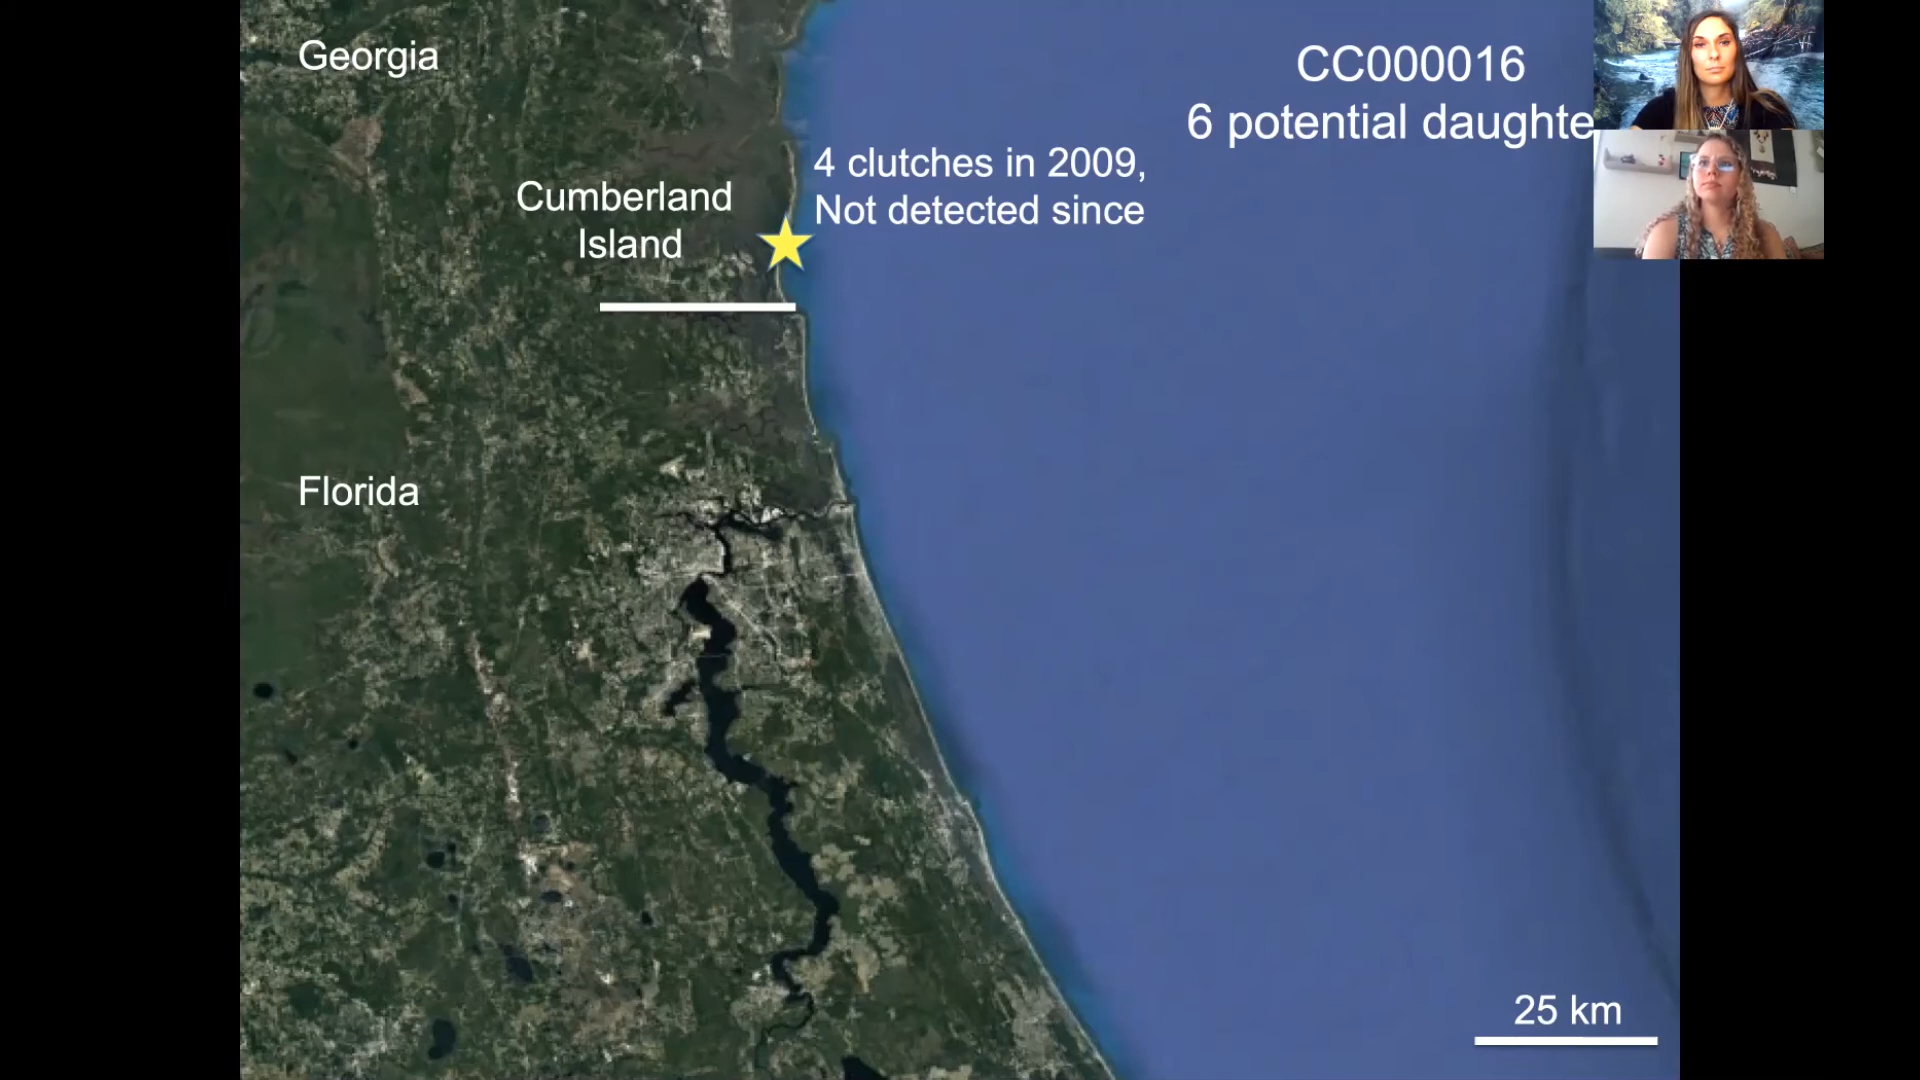 Georgia
CC000016
6 potential daughte
4 clutches in 2009,
Not detected since
Cumberland
Island
Florida
25 km